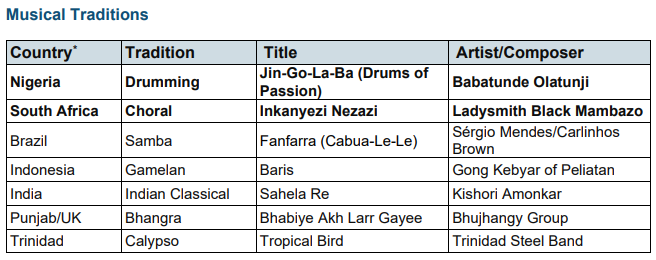 Musical Traditions
Country* Tradition Title Artist/Composer
Nigeria Drumming Jin-Go-La-Ba (Drums of Passion) Babatunde Olatunji
South Africa Choral Inkanyezi Nezazi Ladysmith Black Mambazo
Brazil Samba Fanfarra (Cabua-Le-Le) Sérgio Mendes/Carlinhos Brown
Indonesia Gamelan Baris Gong Kebyar of Peliatan
India Indian Classical Sahela Re Kishori Amonkar
Punjab/UK Bhangra Bhabiye Akh Larr Gayee Bhujhangy Group
Trinidad Calypso Tropical Bird Trinidad Steel Band